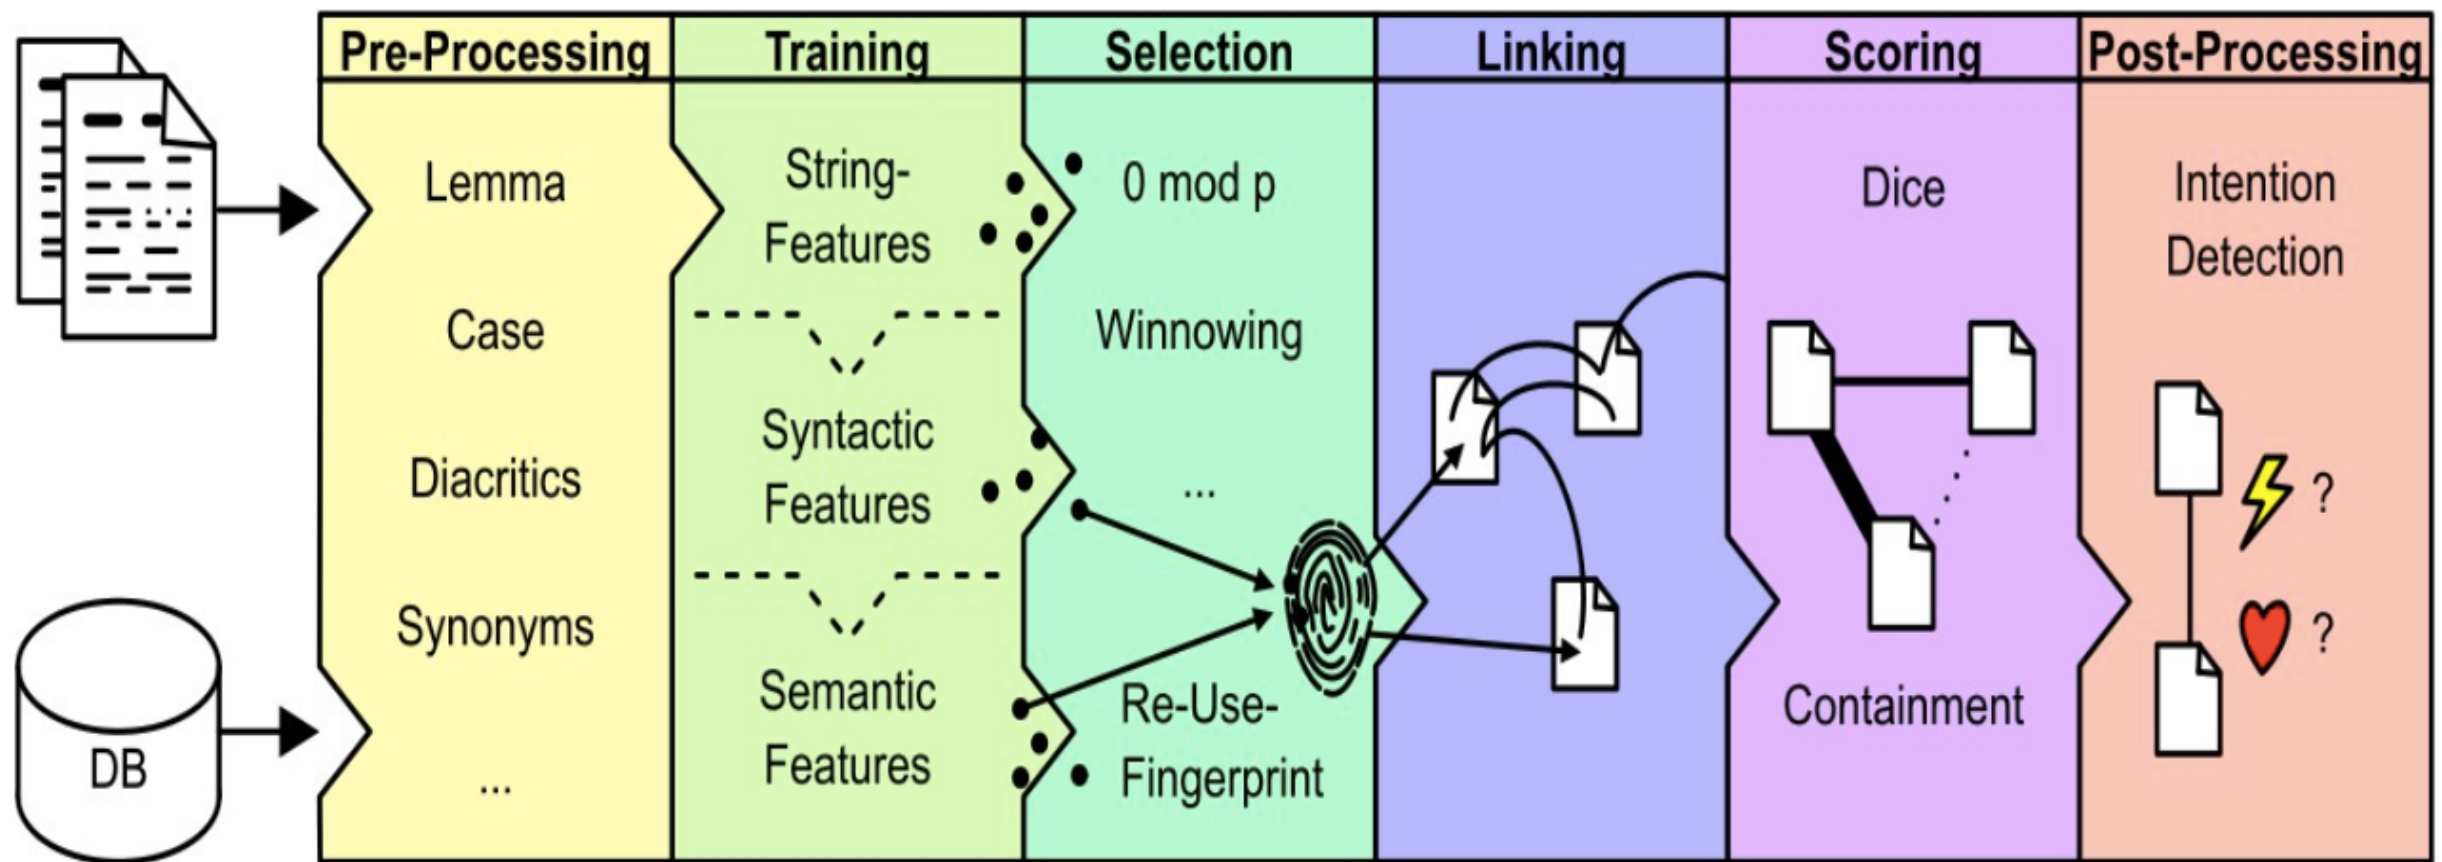 Pre-Processing
Training
Selection
Linking
Scoring
Post-Processing
Lemma
Case
Diacritics
Synonyms
...
String-
Features
Syntactic
Features
Semantic
Features
0 mod p
Winnowing
...
Re-Use-
Fingerprint
Dice
Containment
Intention
Detection
?
?
DB